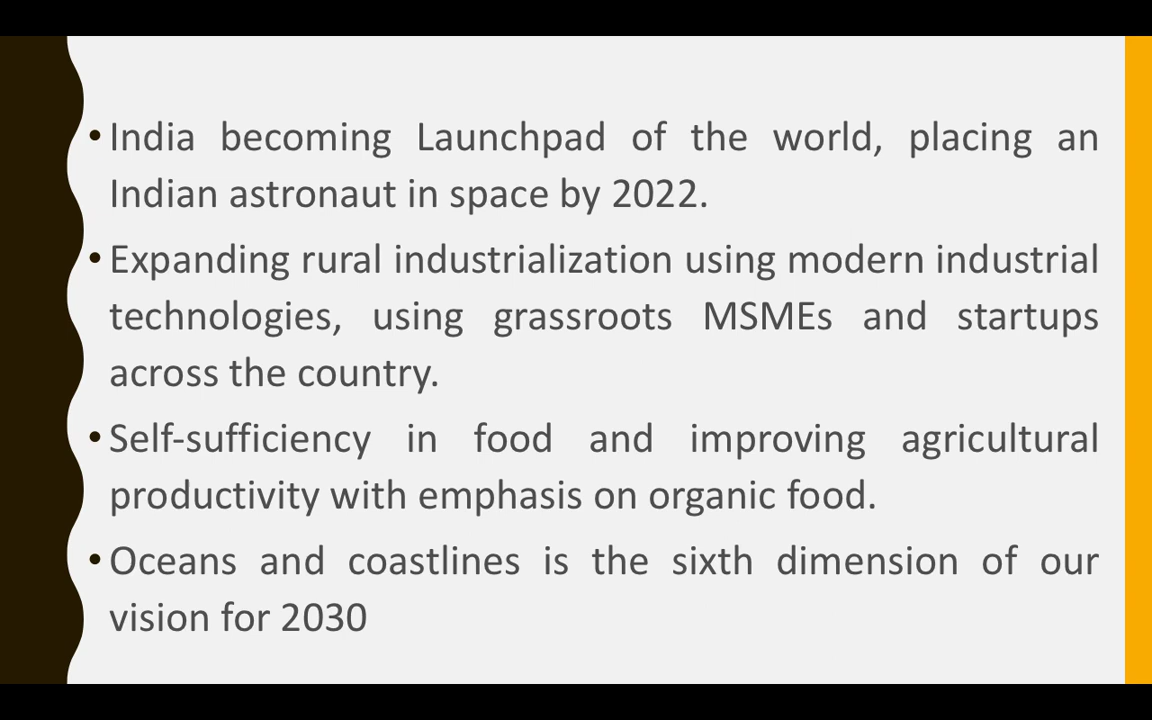 • India becoming Launchpad of the world, placing an
Indian astronaut in space by 2022.
• Expanding rural industrialization using modern industrial
technologies, using grassroots MSMEs and startups
across the country.
• Self-sufficiency in food and improving agricultural
productivity with emphasis on organic food.
• Oceans and coastlines is the sixth dimension of our
vision for 2030